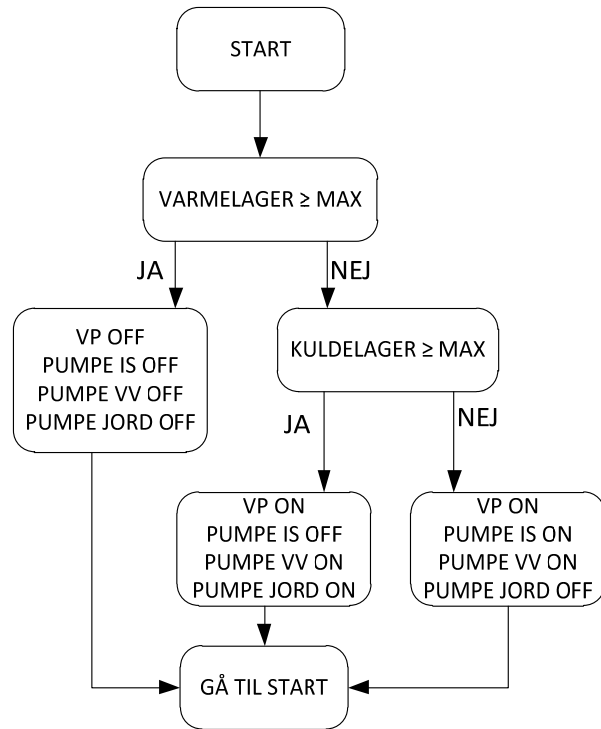 START
VARMELAGER ≥ MAX
JA
NEJ
VP OFF
PUMPE IS OFF
PUMPE VV OFF
PUMPE JORD OFF
KULDELAGER ≥ MAX
JA
NEJ
VP ON
PUMPE IS OFF
PUMPE VV ON
PUMPE JORD ON
VP ON
PUMPE IS ON
PUMPE VV ON
PUMPE JORD OFF
GÅ TIL START